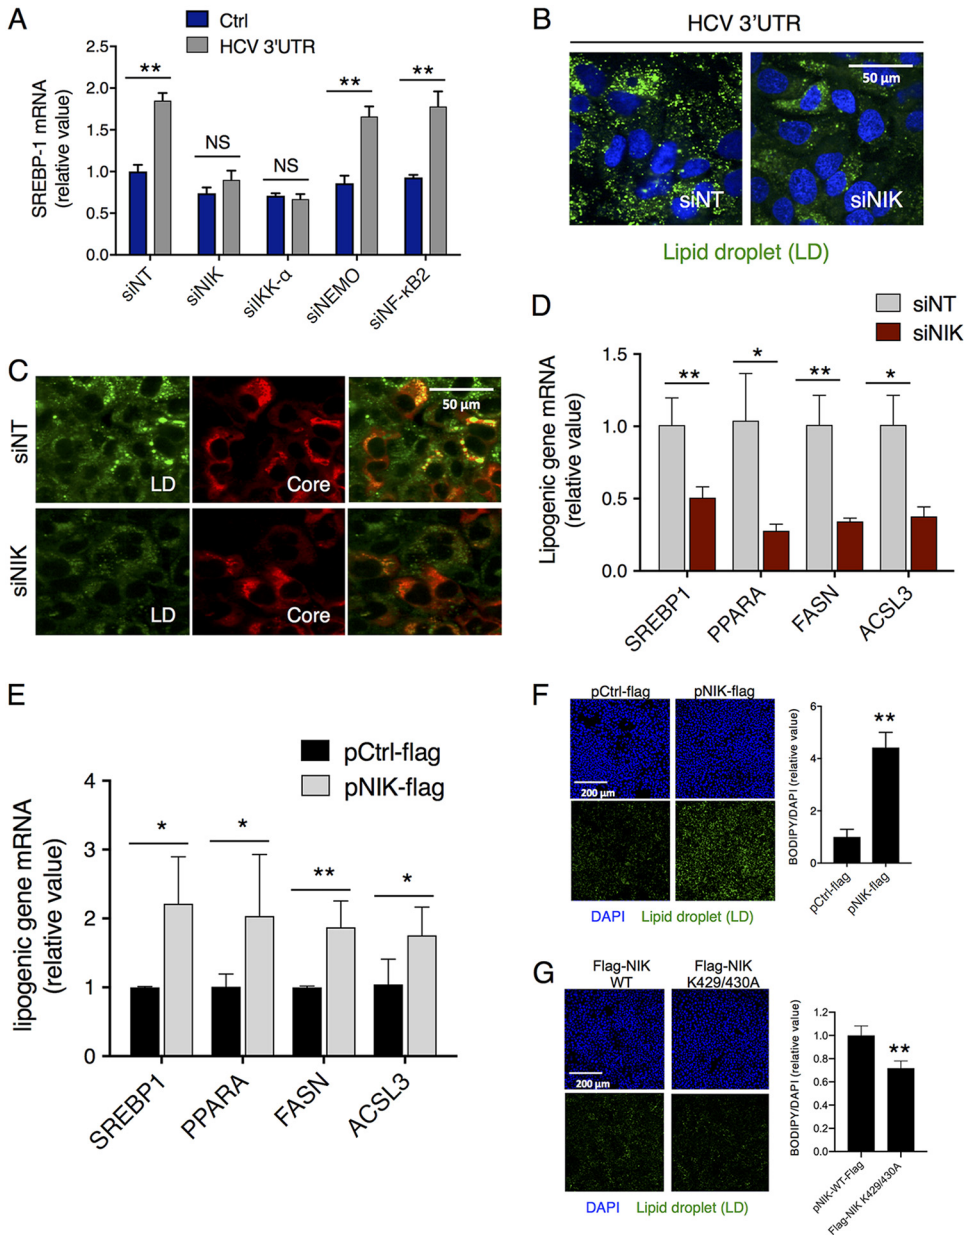 A
Ctrl
HCV 3'UTR
SREBP-1 mRNA
(relative value)
2.5
2.0
1.5
1.0
0.5
0.0
**
NS
NS
**
**
siNT
siNIK
siIKK-α
siNEMO
siNF-κB2
B
HCV 3'UTR
50 μm
siNT
siNIK
Lipid droplet (LD)
C
siNT
siNIK
LD
Core
50 μm
LD
Core
D
siNT
siNIK
Lipogenic gene mRNA
(relative value)
1.5
1.0
0.5
0.0
**
*
**
*
SREBP1
PPARA
FASN
ACSL3
E
pCtrl-flag
pNIK-flag
lipogenic gene mRNA
(relative value)
4
3
2
1
0
*
*
**
*
SREBP1
PPARA
FASN
ACSL3
F
pCtrl-flag
pNIK-flag
200 μm
DAPI
Lipid droplet (LD)
BODIPY/DAPI (relative value)
6
4
2
0
**
pCtrl-flag
pNIK-flag
G
Flag-NIK
WT
Flag-NIK
K429/430A
200 μm
DAPI
Lipid droplet (LD)
BODIPY/DAPI (relative value)
1.2
1.0
0.8
0.6
0.4
0.2
0.0
**
pNIK-WT-Flag
Flag-NIK K429/430A